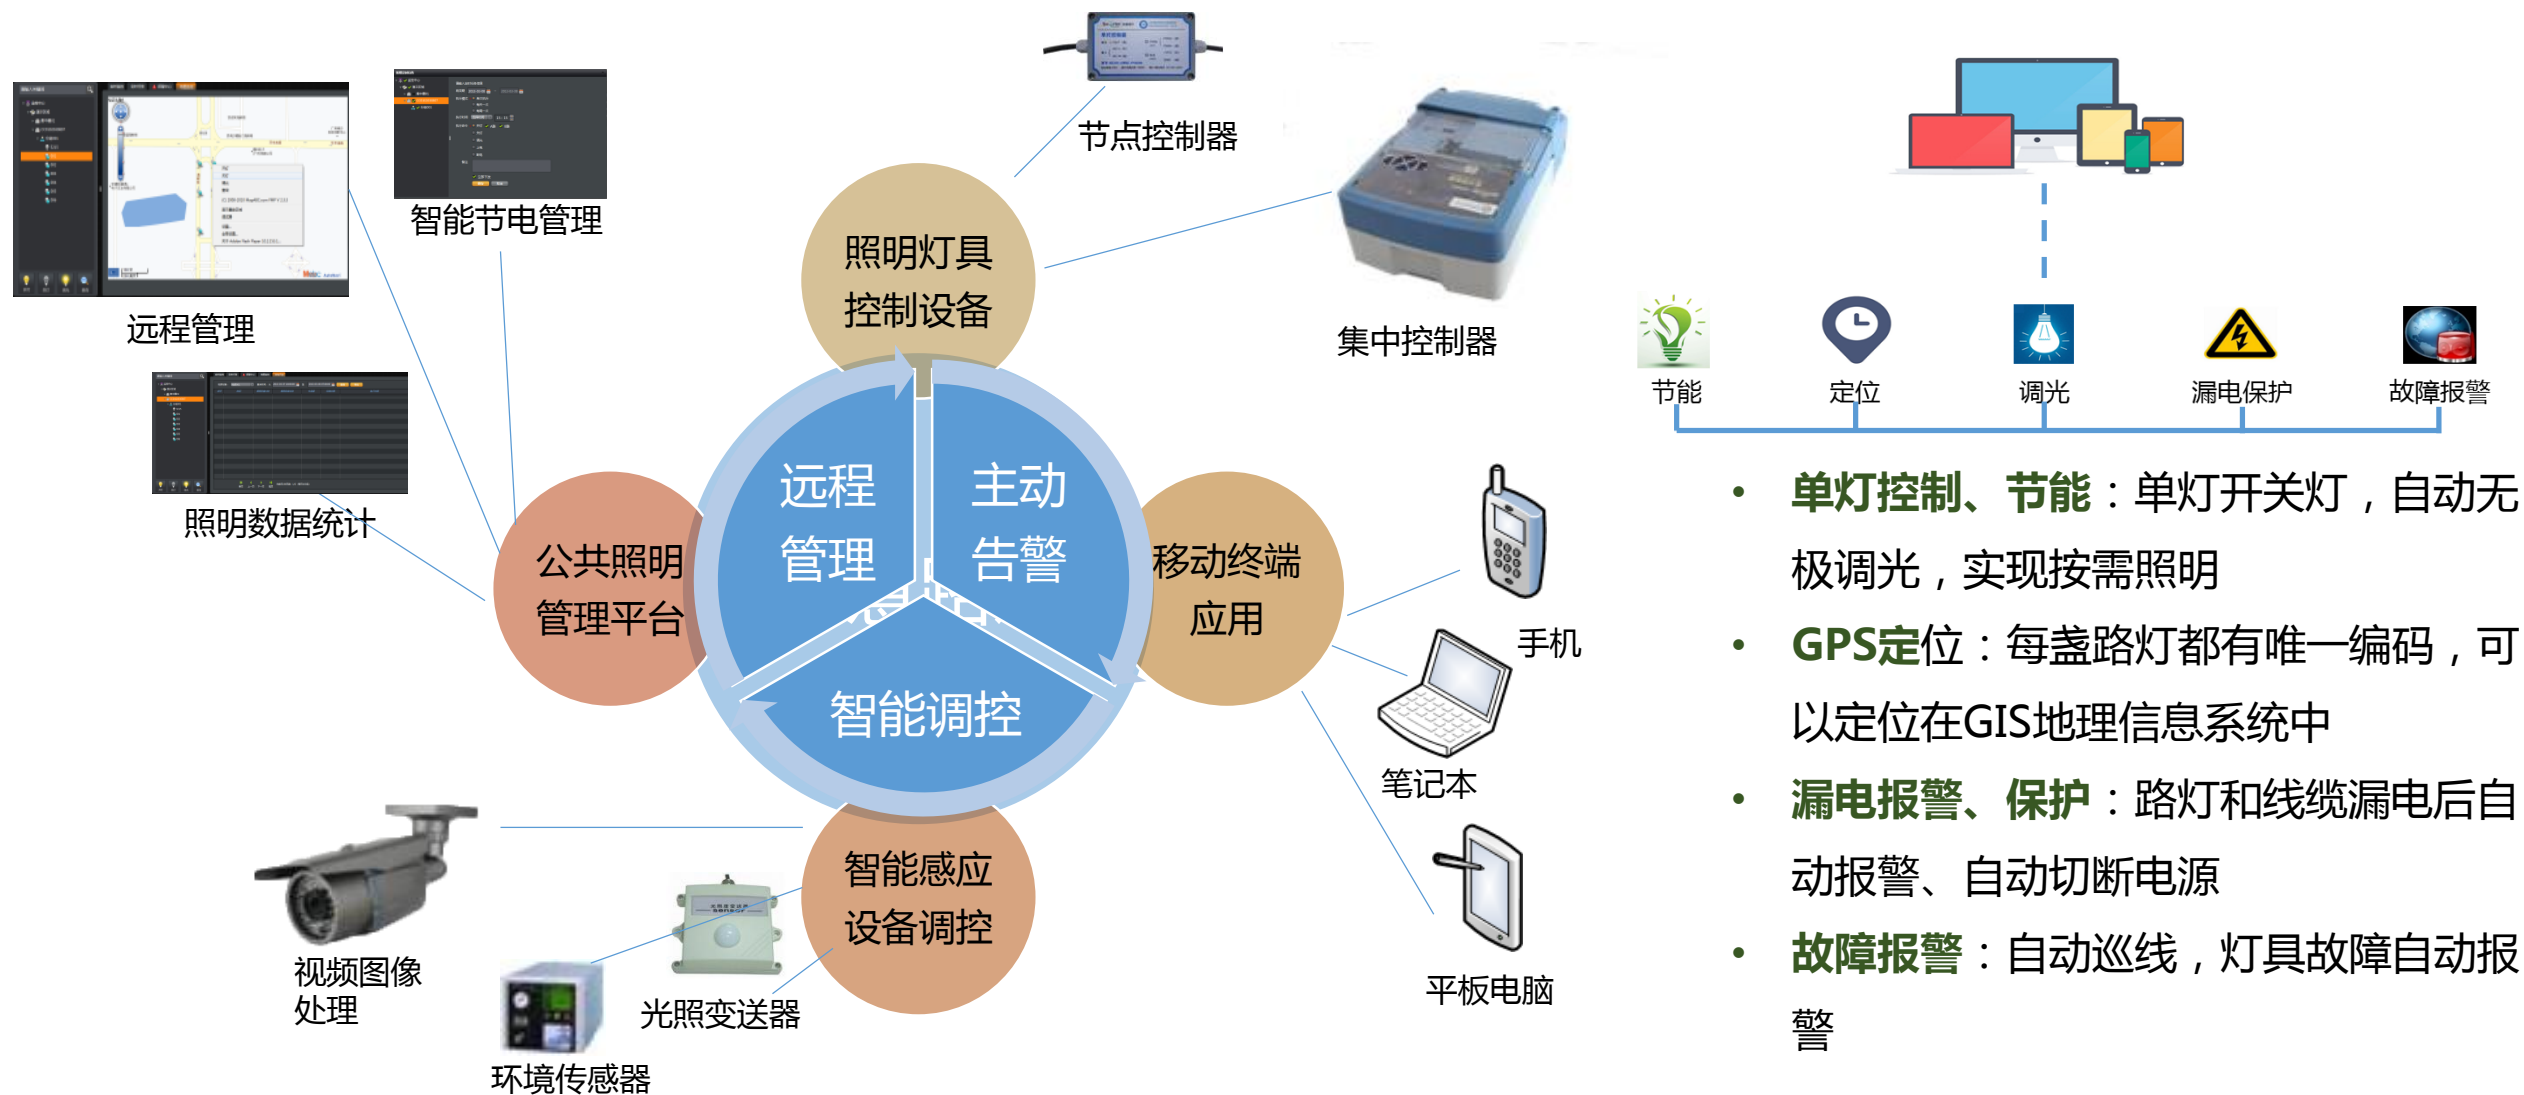 节点控制器
智能节电管理
照明灯具
控制设备
远程管理
集中控制器
节能
定位
调光
漏电保护
故障报警
照明数据统计
远程
管理
主动
告警
智能调控
公共照明
管理平台
移动终端
应用
手机
笔记本
平板电脑
智能感应
设备调控
视频图像
处理
光照变送器
环境传感器
• 单灯控制、节能：单灯开关灯，自动无
极调光，实现按需照明
• GPS定位：每盏路灯都有唯一编码，可
以定位在GIS地理信息系统中
• 漏电报警、保护：路灯和线缆漏电后自
动报警、自动切断电源
• 故障报警：自动巡线，灯具故障自动报
警